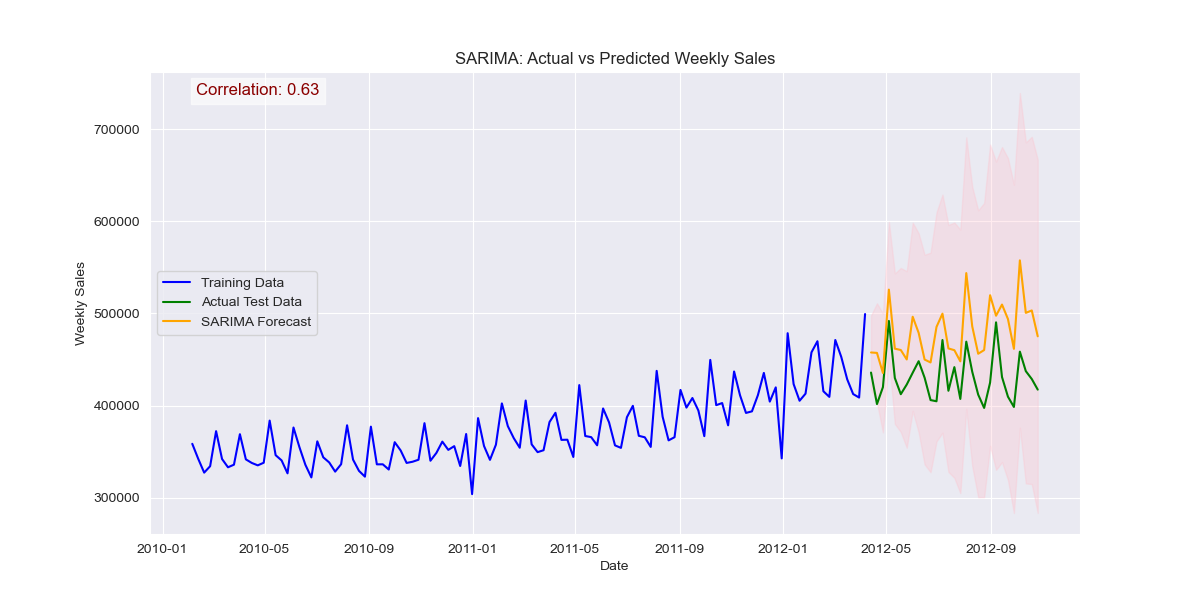 SARIMA: Actual vs Predicted Weekly Sales
Correlation: 0.63
700000
600000
500000
400000
300000
Weekly Sales
Training Data
Actual Test Data
SARIMA Forecast
2010-01 2010-05 2010-09 2011-01 2011-05 2011-09 2012-01 2012-05 2012-09
Date